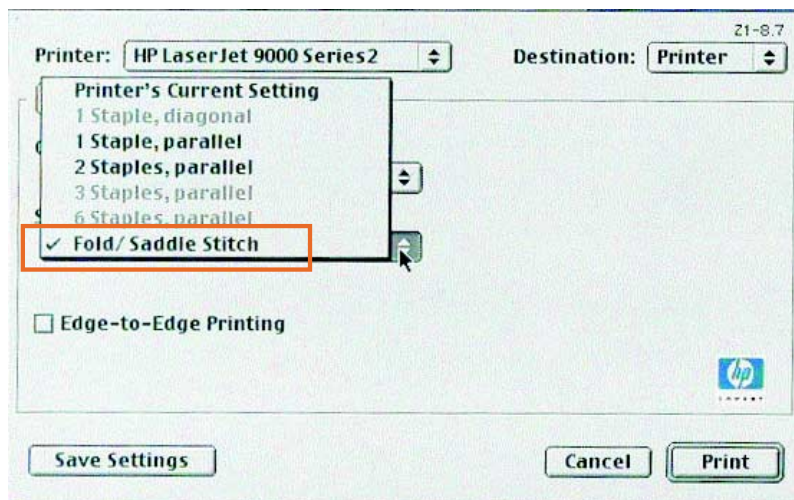 Z1-8.7
Printer: HP LaserJet 9000 Series2 Destination: Printer
Printer's Current Setting
1 Staple, diagonal
1 Staple, parallel
2 Staples, parallel
3 Staples, parallel
6 Staples, parallel
✓ Fold/Saddle Stitch
Edge-to-Edge Printing
hp
invent
Save Settings Cancel Print